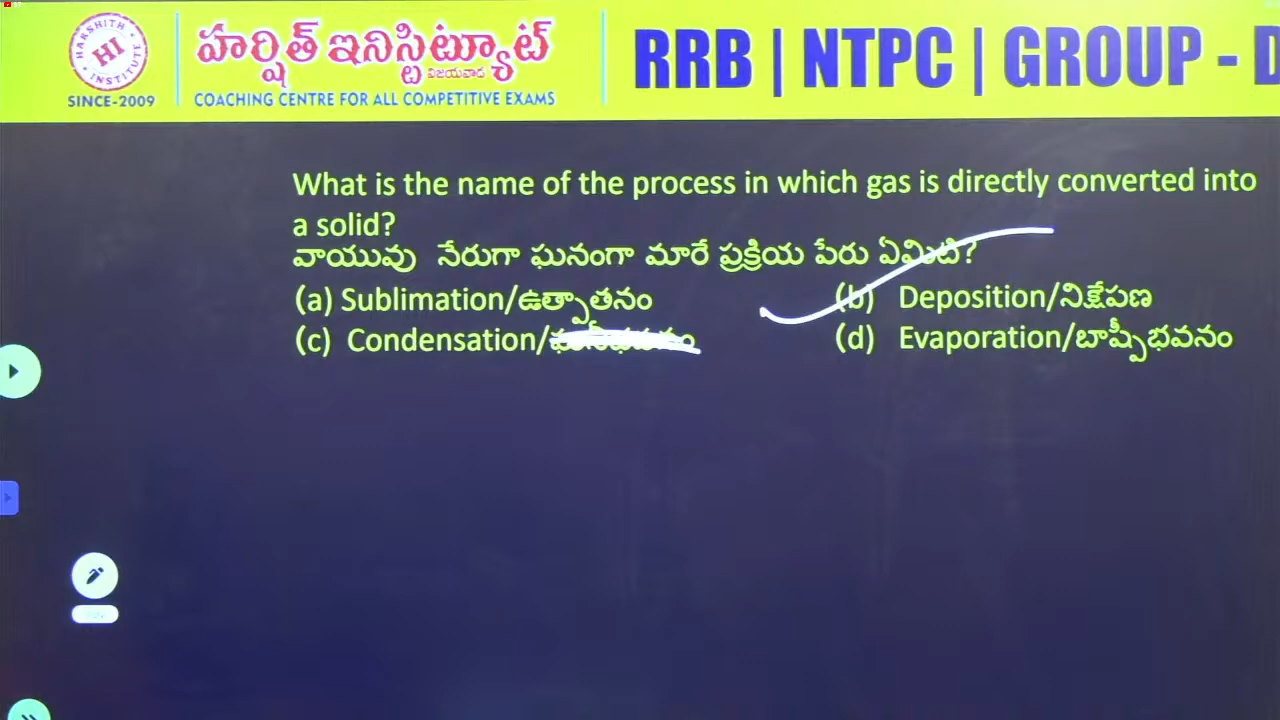 HARSHITH INSTITUTE
HI
SINCE-2009
హర్షిత్ ఇనిస్టిట్యూట్
విజయవాడ
COACHING CENTRE FOR ALL COMPETITIVE EXAMS
RRB | NTPC | GROUP - D
What is the name of the process in which gas is directly converted into
a solid?
వాయువు నేరుగా ఘనంగా మారే ప్రక్రియ పేరు ఏమిటి?
(a) Sublimation/ఉత్పాతనం (b) Deposition/నిక్షేపణ
(c) Condensation/ (d) Evaporation/బాష్పీభవనం